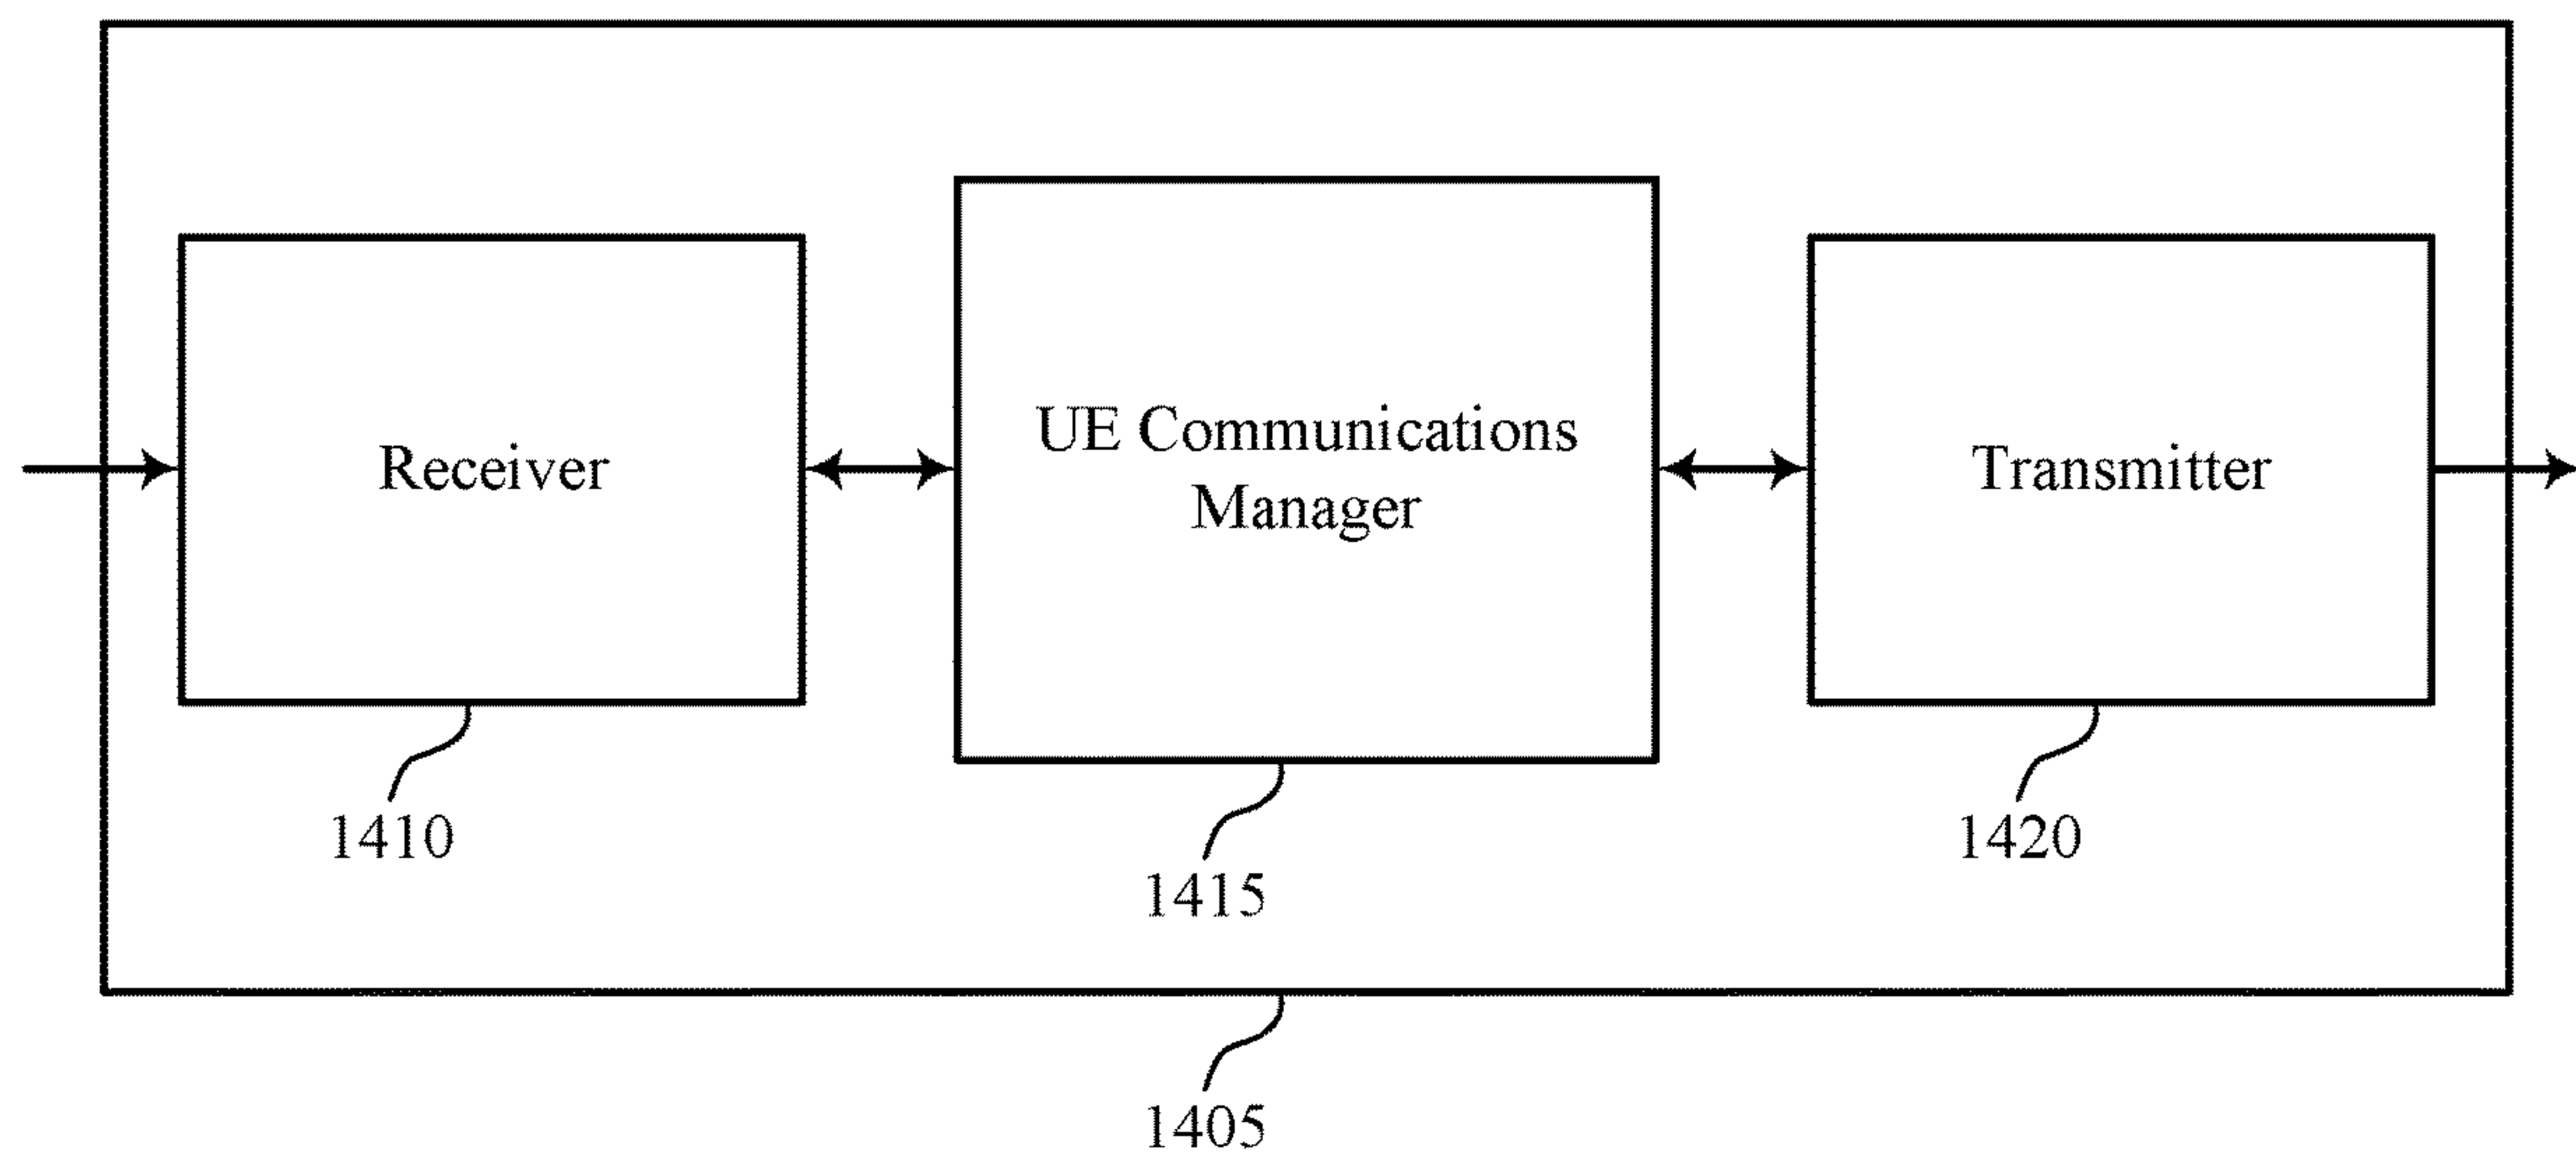 Receiver
UE Communications
Manager
Transmitter
1410
1415
1420
1405